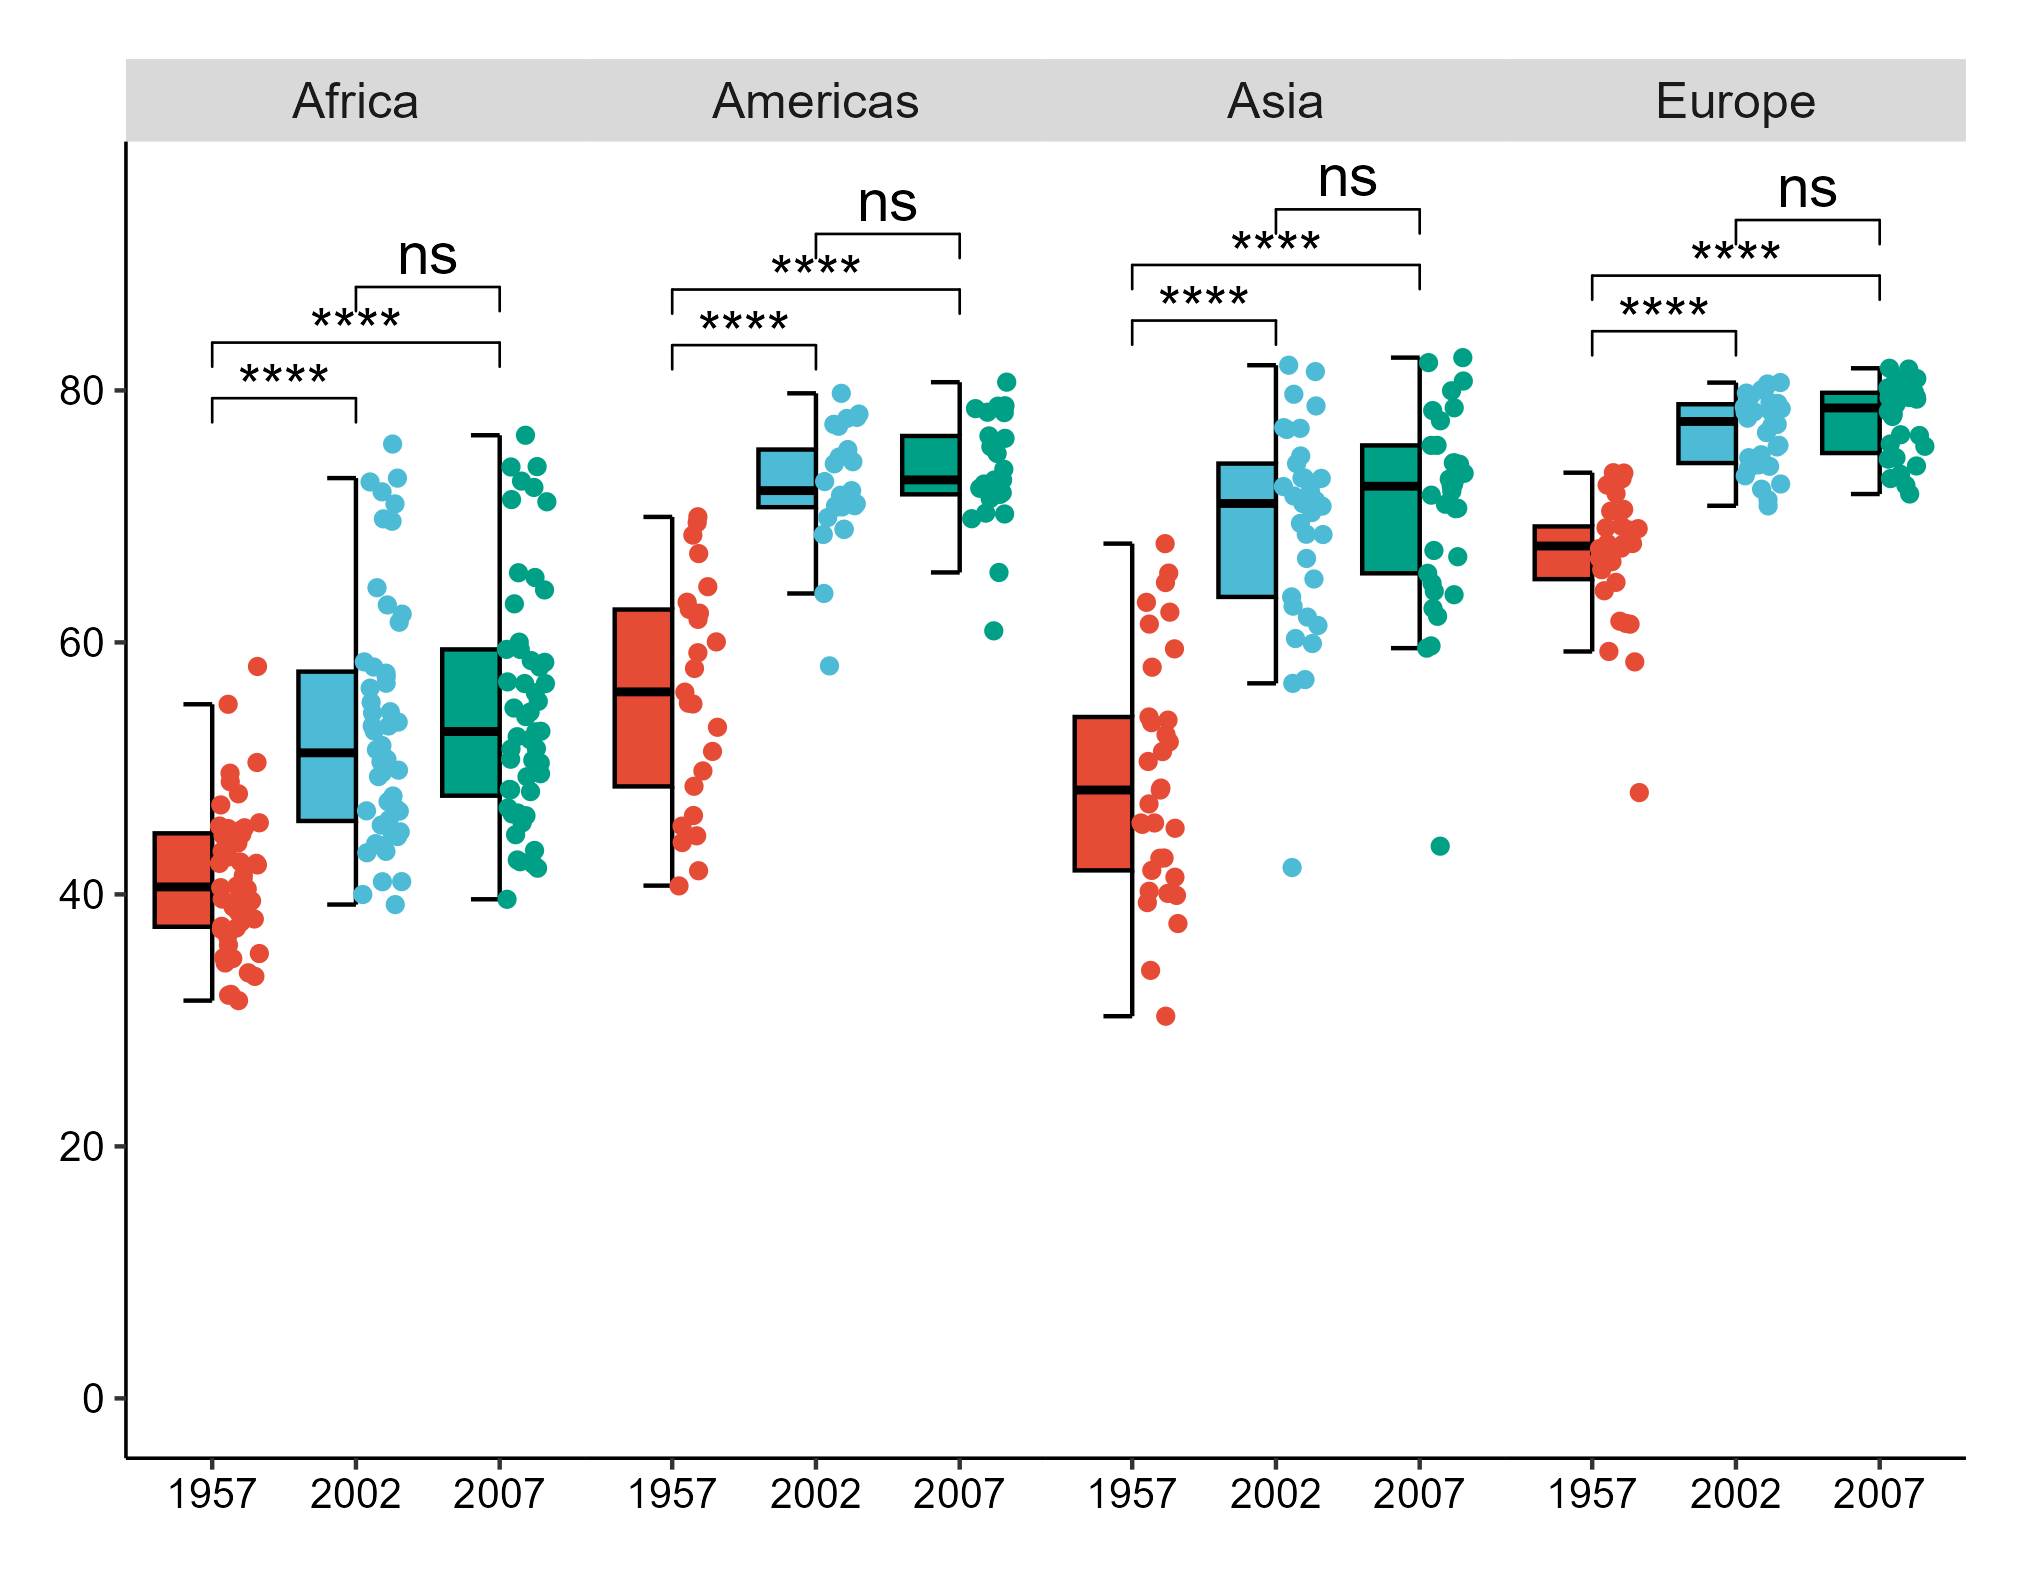 Africa Americas Asia Europe
ns ns ns ns
**** **** **** ****
**** **** **** ****
80
60
40
20
0
1957 2002 2007 1957 2002 2007 1957 2002 2007 1957 2002 2007